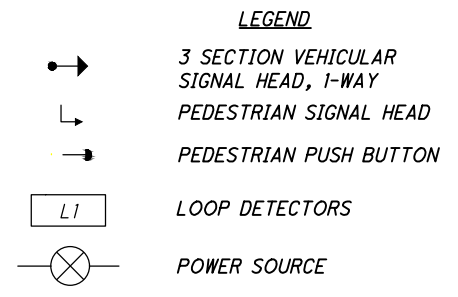 LEGEND
3 SECTION VEHICULAR
SIGNAL HEAD, 1-WAY
PEDESTRIAN SIGNAL HEAD
PEDESTRIAN PUSH BUTTON
L1 LOOP DETECTORS
POWER SOURCE